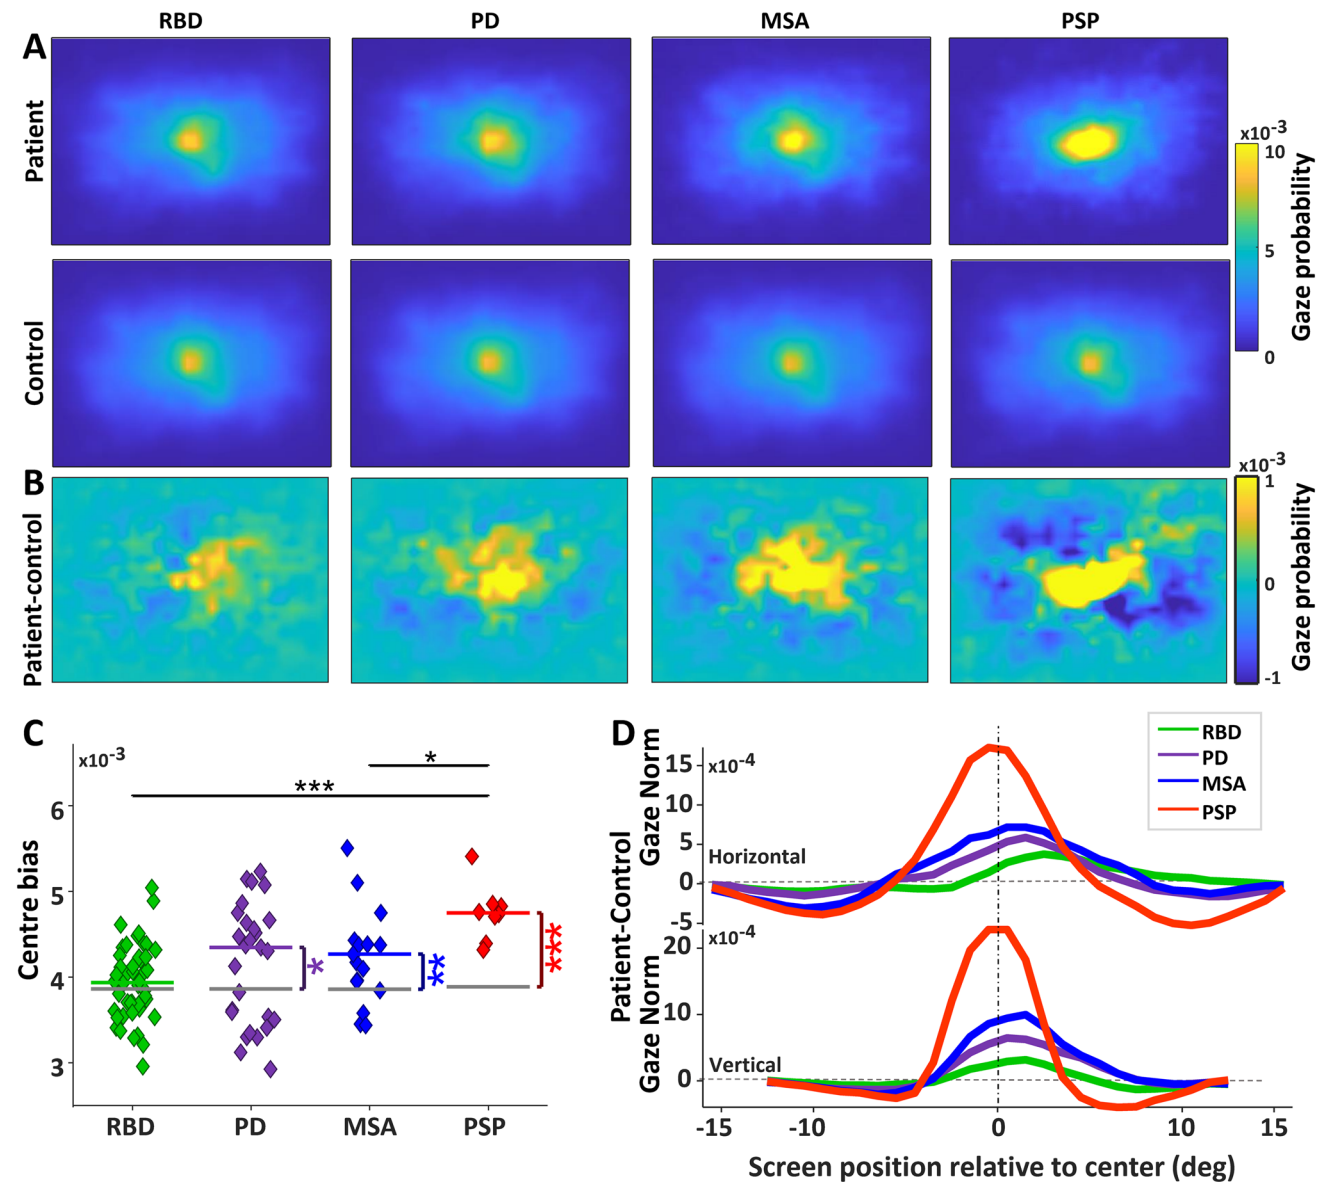 RBD PD MSA PSP
A
Patient
x10-3
10
5
0
Gaze probability
Control
B
Patient-control
x10-3
1
0
-1
Gaze probability
C
x10-3
Centre bias
6
5
4
3
*
***
*
**
***
RBD PD MSA PSP
D
RBD
PD
MSA
PSP
Patient-Control
Gaze Norm
x10-4
15
10
5
0
-5
Horizontal
Gaze Norm
x10-4
20
10
0
Vertical
-15 -10 0 10 15
Screen position relative to center (deg)